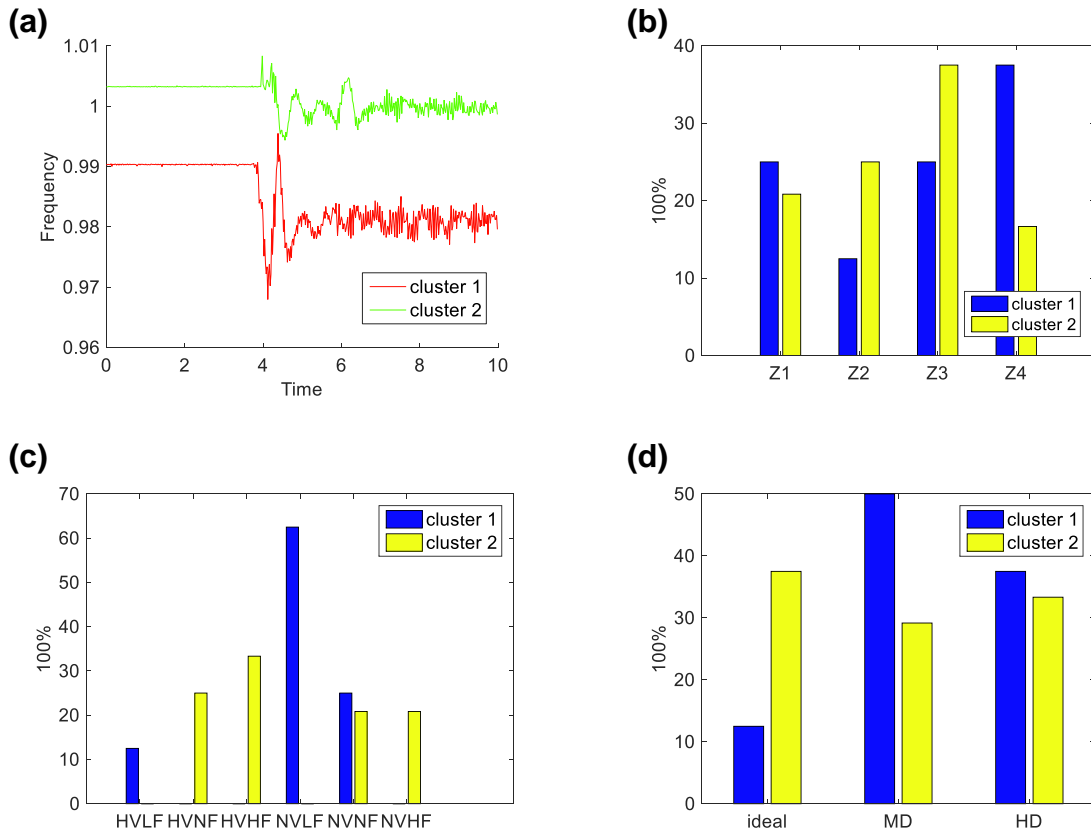 (a)
1.01
1
0.99
0.98
0.97
0.96
Frequency
0 2 4 6 8 10
Time
cluster 1
cluster 2
(b)
40
30
20
10
0
100%
Z1 Z2 Z3 Z4
cluster 1
cluster 2
(c)
70
60
50
40
30
20
10
0
100%
HVLF HVNF HVHF NVLF NVNF NVHF
cluster 1
cluster 2
(d)
50
40
30
20
10
0
100%
ideal MD HD
cluster 1
cluster 2